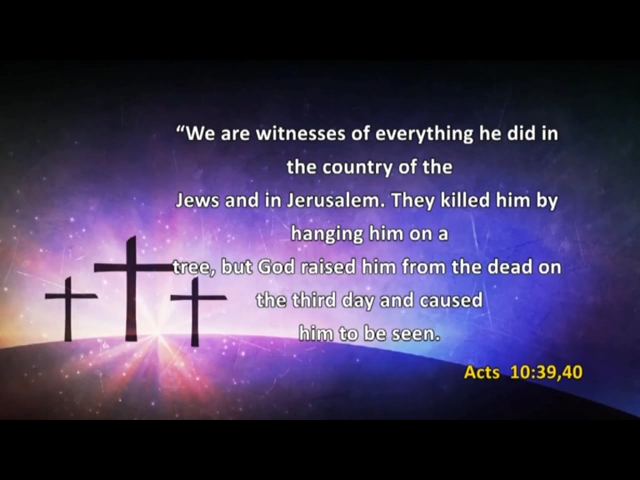 “We are witnesses of everything he did in
the country of the
Jews and in Jerusalem. They killed him by
hanging him on a
tree, but God raised him from the dead on
the third day and caused
him to be seen.
Acts 10:39,40